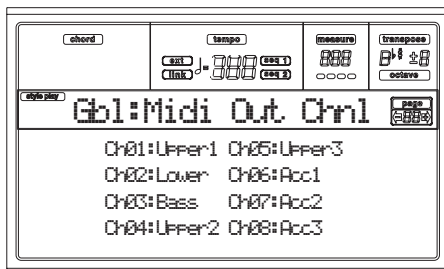 chord tempo measure transpose
ext seq 1
link seq 2
octave
style play Gbl:Midi Out Chnl page
Ch01:Upper1 Ch05:Upper3
Ch02:Lower Ch06:Acc1
Ch03:Bass Ch07:Acc2
Ch04:Upper2 Ch08:Acc3